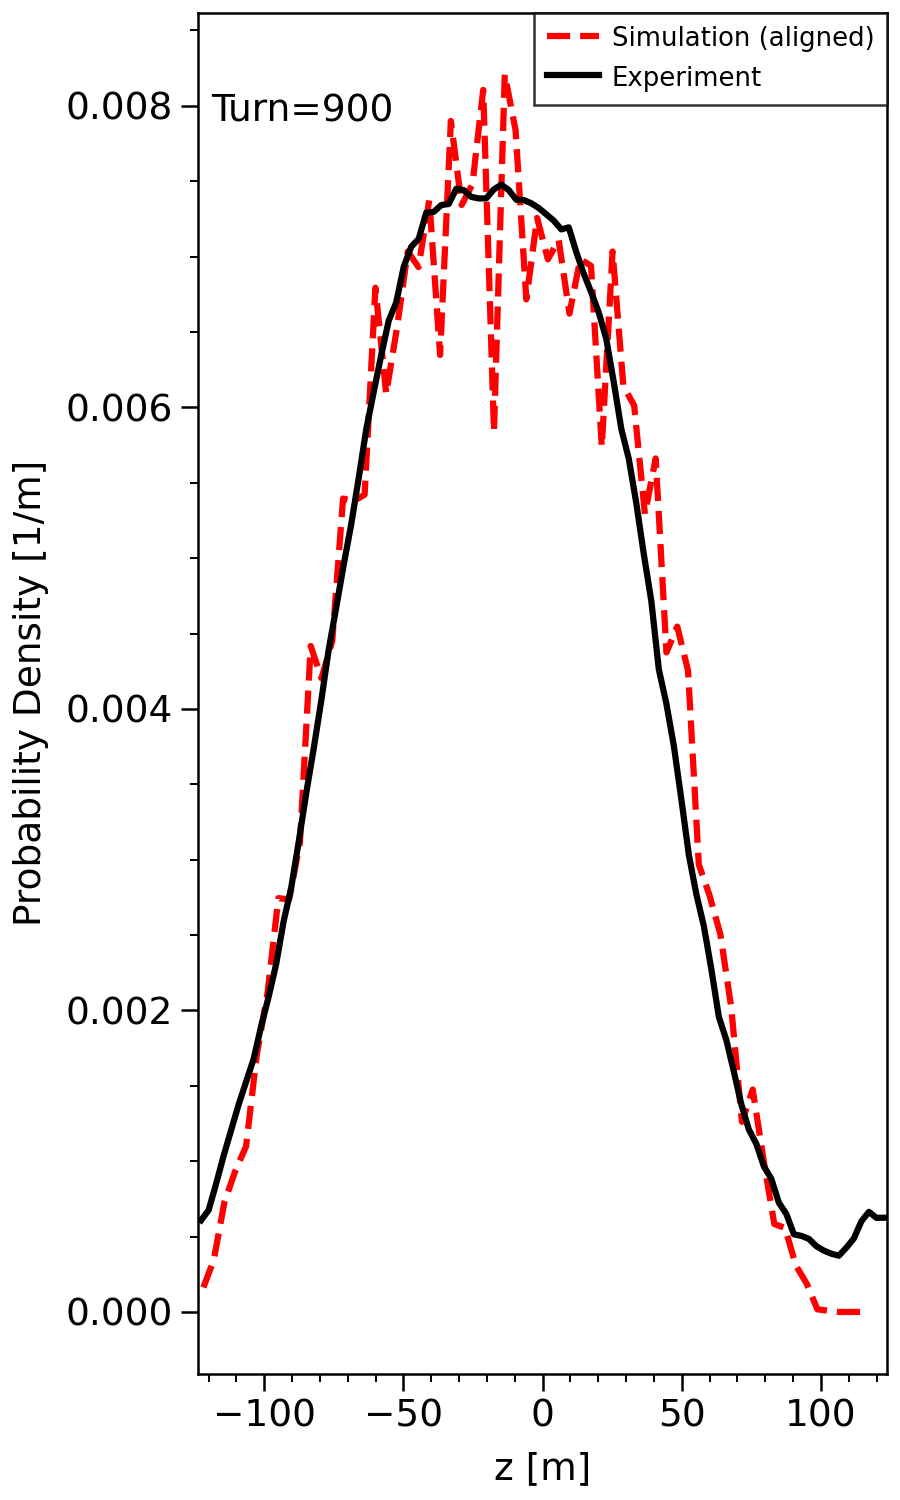 Simulation (aligned)
Experiment
Turn=900
0.008
0.006
0.004
0.002
0.000
Probability Density [1/m]
−100
−50
0
50
100
z [m]